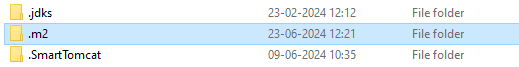 .jdks 23-02-2024 12:12 File folder
.m2 23-06-2024 12:21 File folder
.SmartTomcat 09-06-2024 10:35 File folder